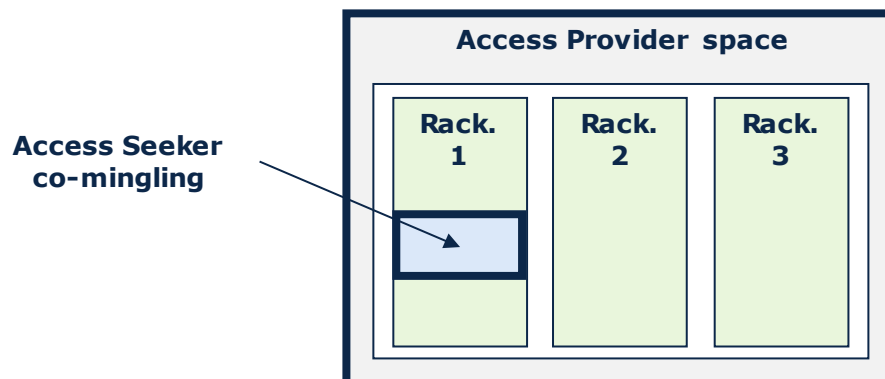 Access Provider space
Rack.
1
Rack.
2
Rack.
3
Access Seeker
co-mingling